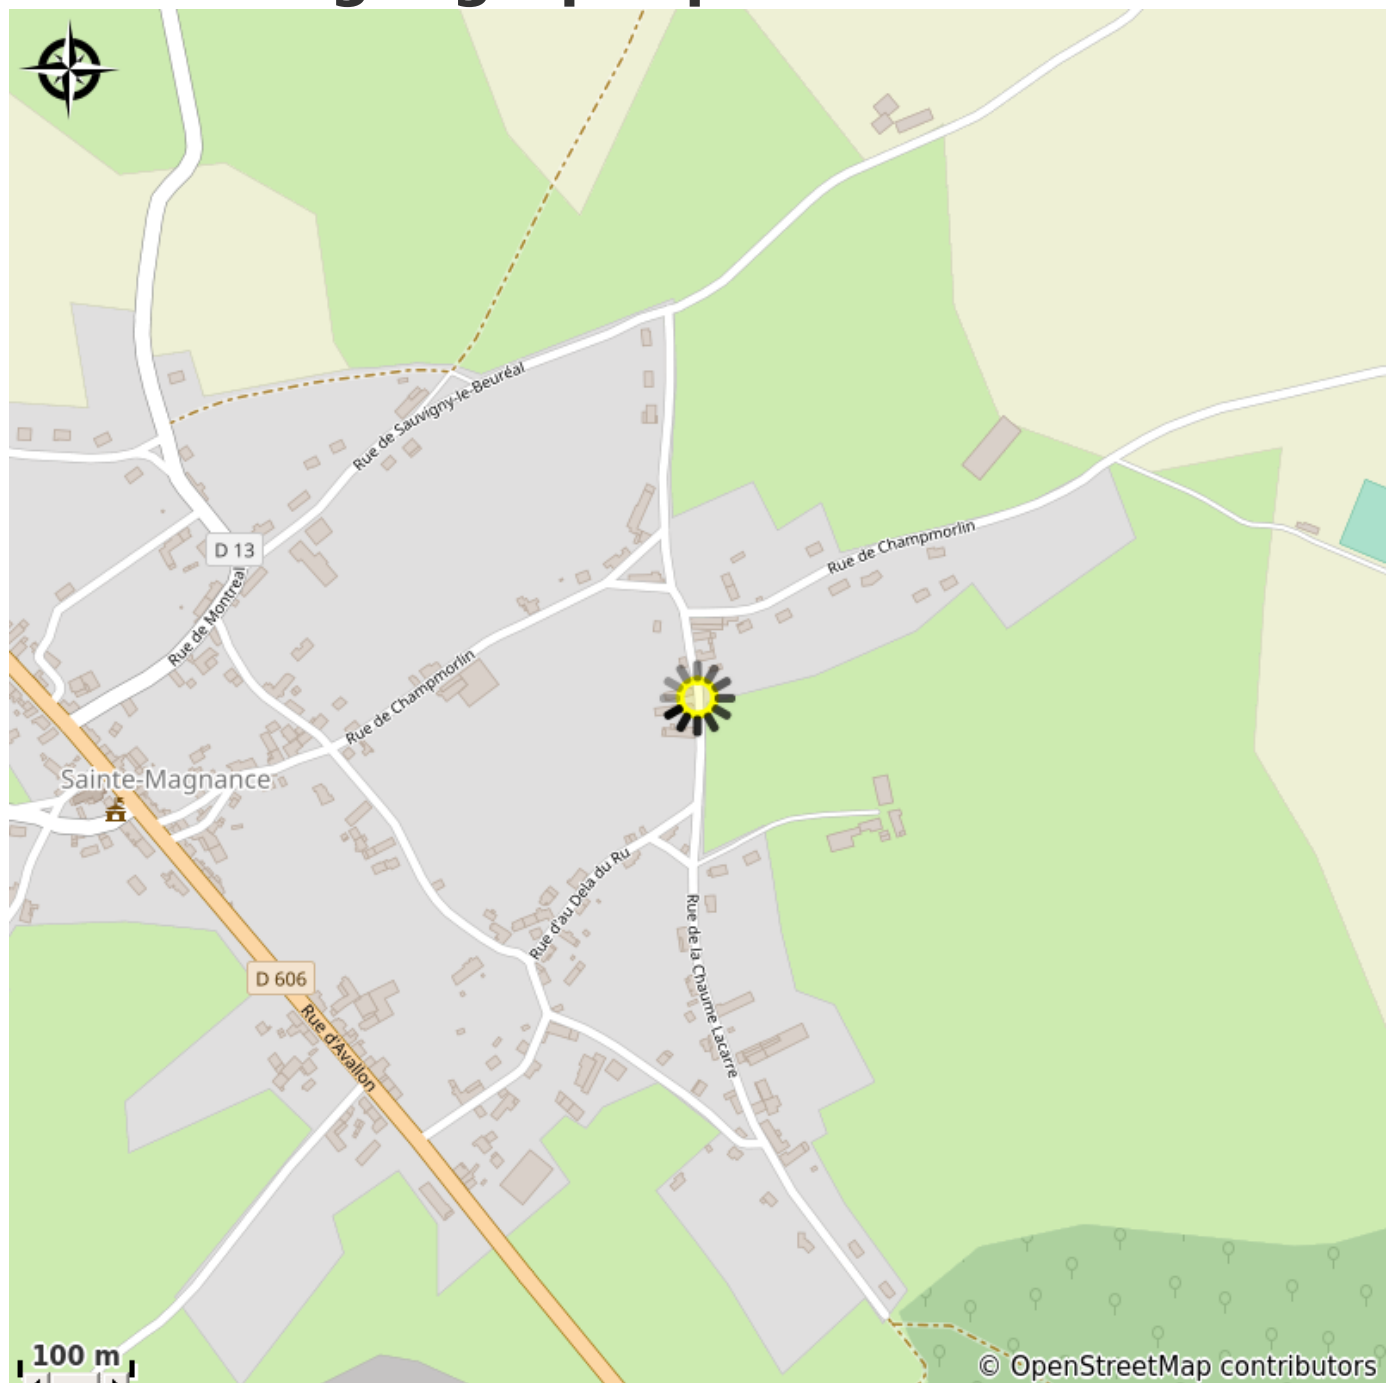 Rue de Sauvigny-le-Beuréal
D 13
Rue de Champmorlin
Rue de Montréal
Rue de Champmorlin
Sainte-Magnance
Rue d'au Dela du Ru
Rue de la Chaume Lacarre
D 606
Rue d'Avallon
100 m
© OpenStreetMap contributors